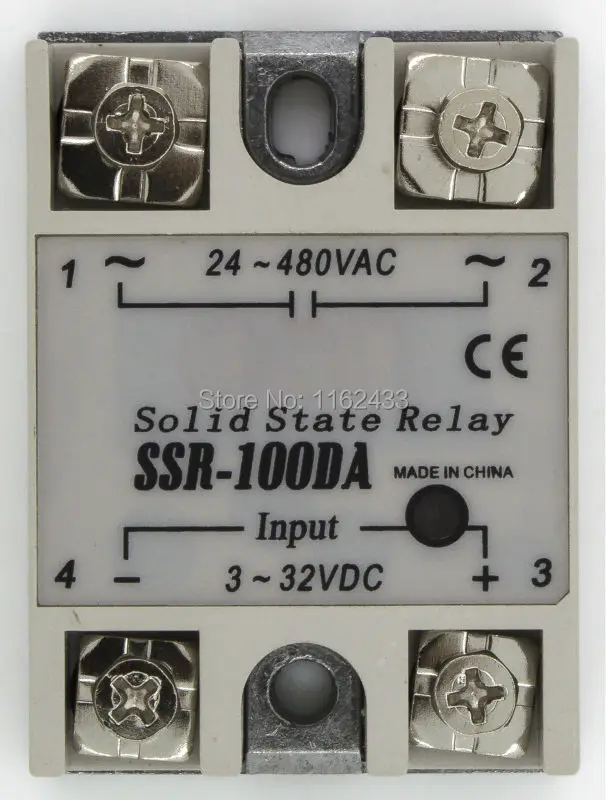 1 ~ 24~480VAC ~ 2
CE
Store No: 1162433
Solid State Relay
SSR-100DA MADE IN CHINA
Input
4 - 3~32VDC + 3